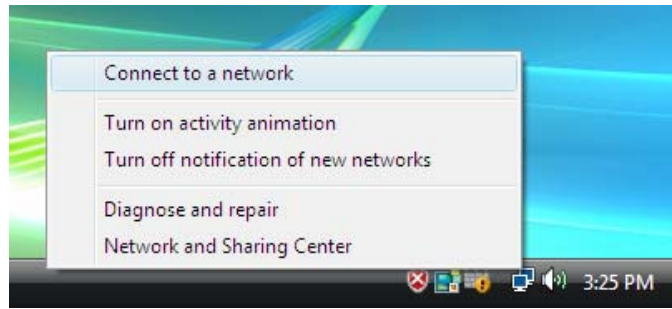 Connect to a network
Turn on activity animation
Turn off notification of new networks
Diagnose and repair
Network and Sharing Center
3:25 PM